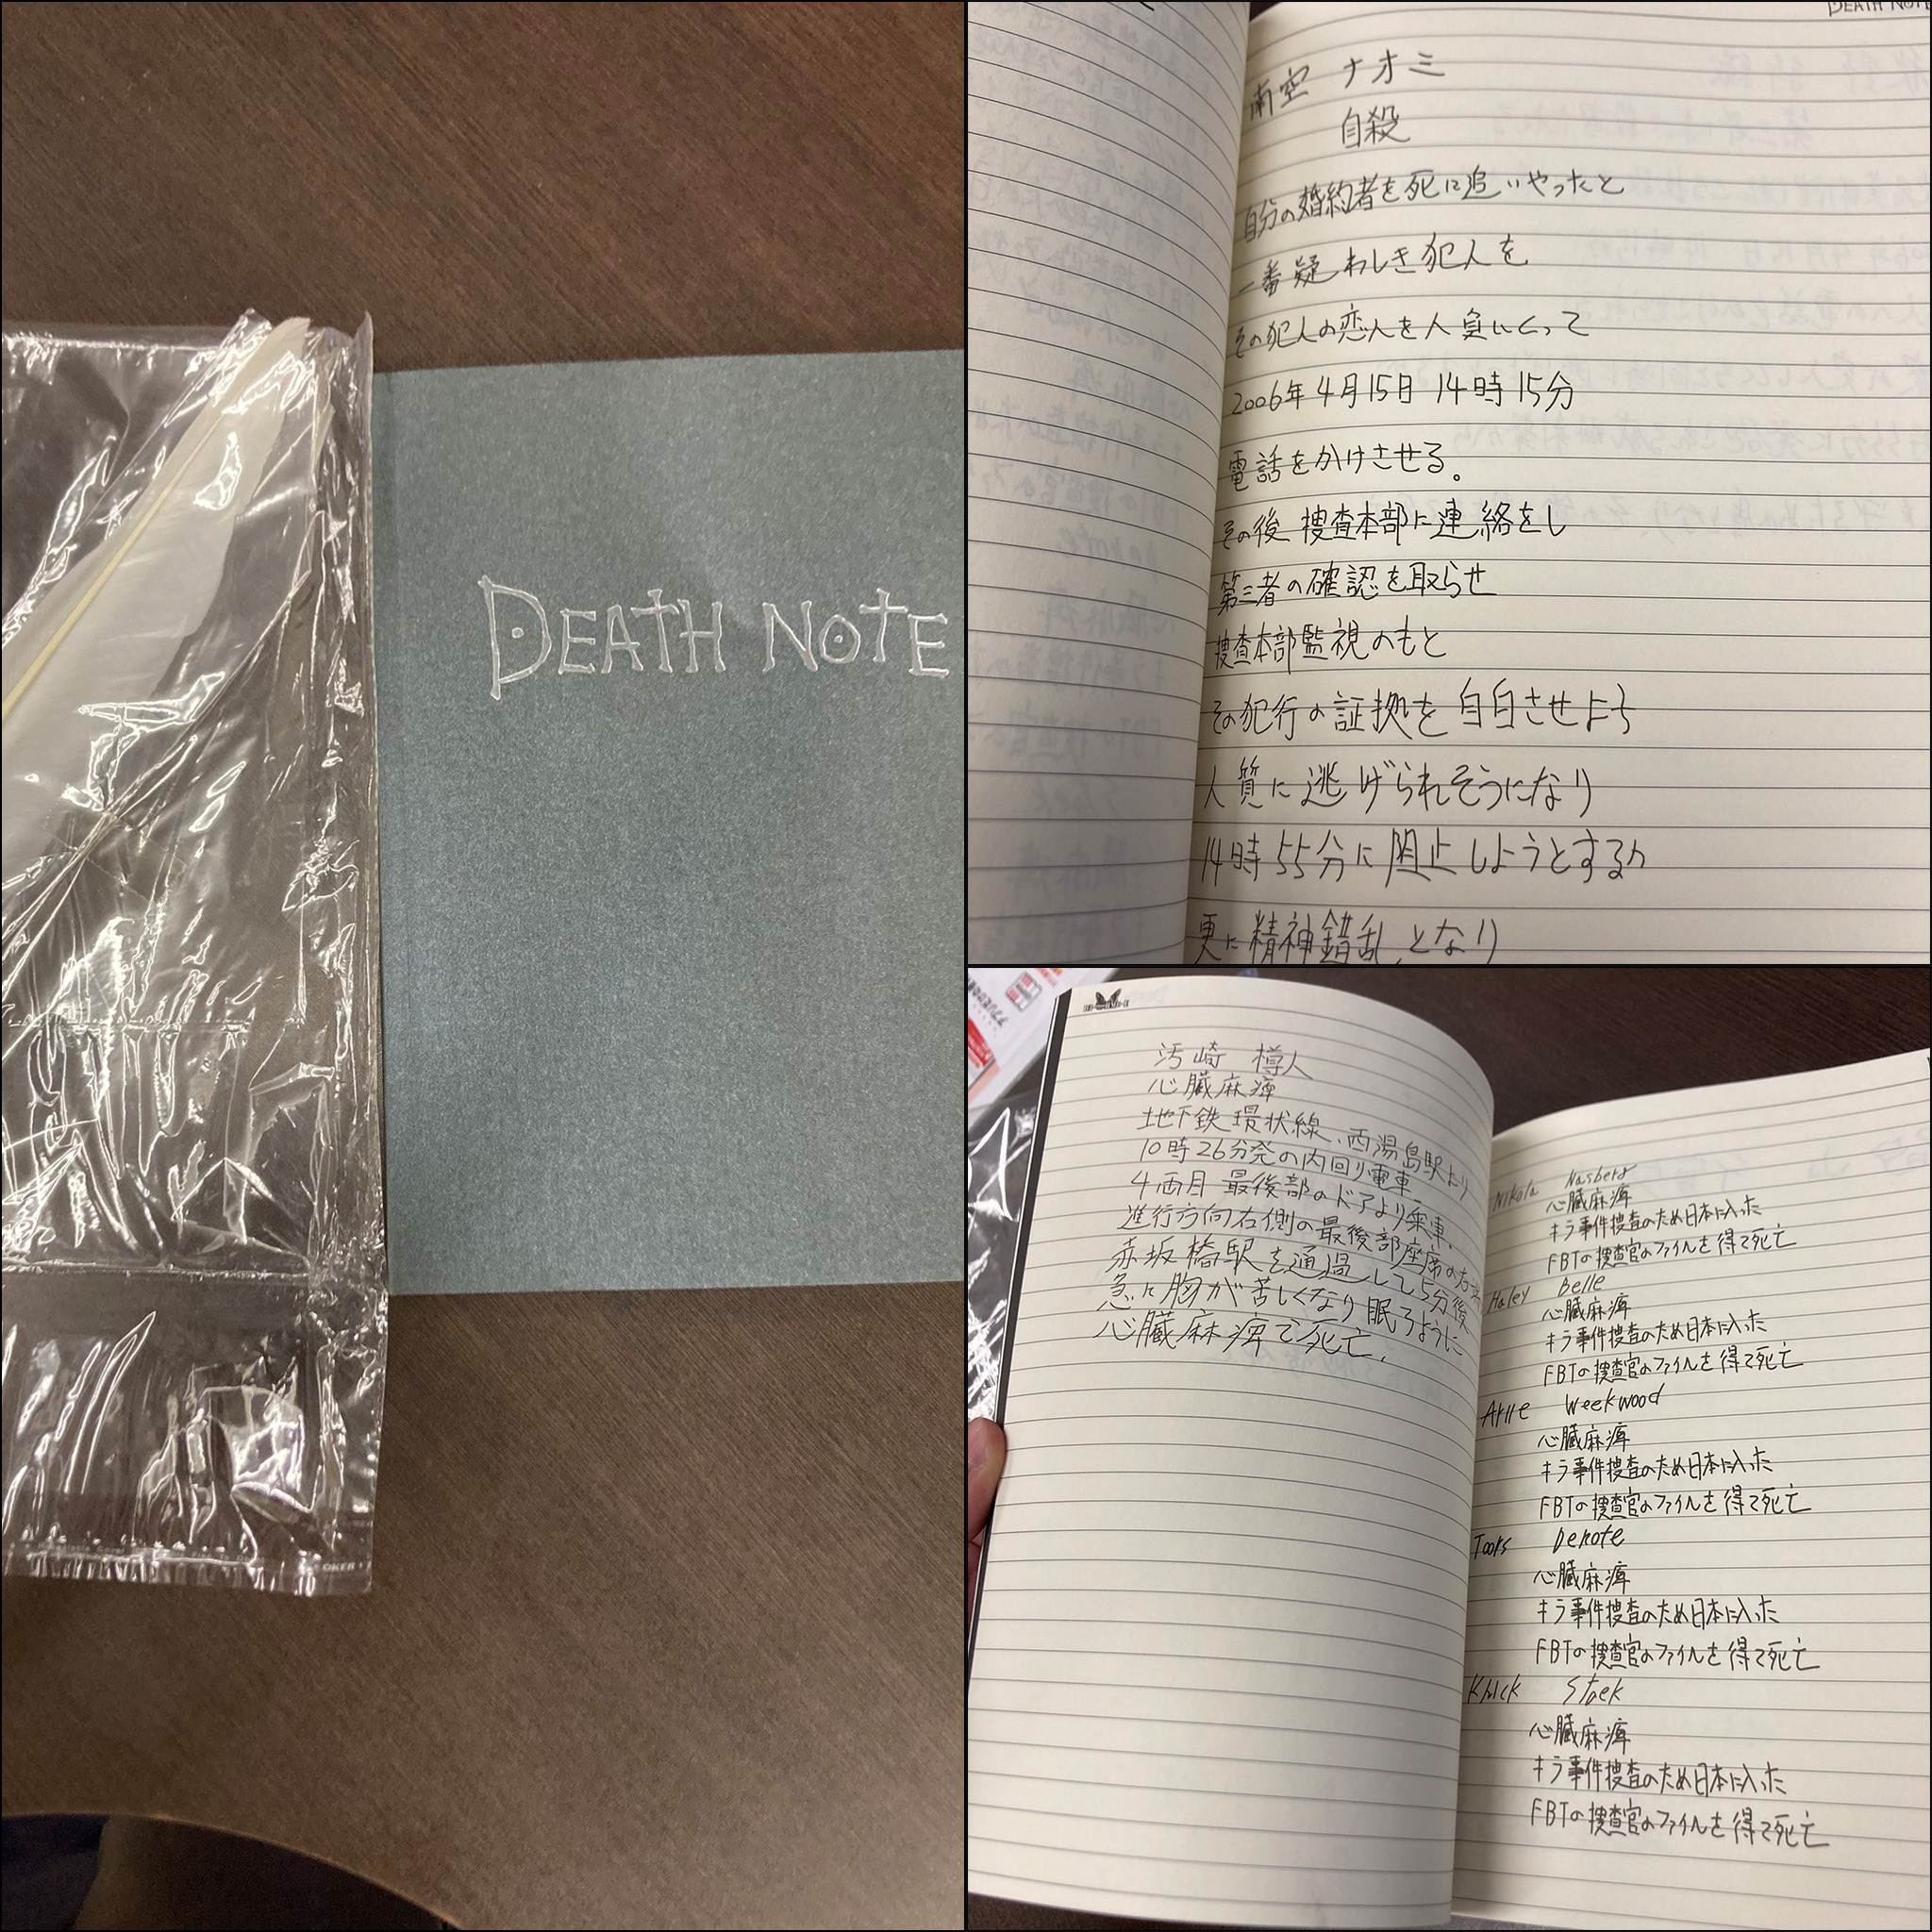 DEATH NOTE
DEATH NOTE
南空 ナオミ
自殺
自分の婚約者を死に追いやったと
一番疑わしき犯人を
その犯人の恋人を人質にとって
2006年4月15日 14時15分
電話をかけさせる。
その後 捜査本部に連絡をし
第三者の確認を取らせ
捜査本部監視のもと
その犯行の証拠を自白させよう
人質に逃げられそうになり
14時55分に阻止しようとするが
更に精神錯乱となり
汚崎 樽人
心臓麻痺
地下鉄環状線、西湯島駅より
10時26分発の内回り電車、
4両目 最後部のドアより乗車。
進行方向右側の最後部座席の
赤坂橋駅を通過して5分後
急に胸が苦しくなり眠るように
心臓麻痺で死亡.
Nikola Nasberg
心臓麻痺
キラ事件捜査のため日本に入った
FBIの捜査官のファイルを得て死亡
Haley Belle
心臓麻痺
キラ事件捜査のため日本に入った
FBIの捜査官のファイルを得て死亡
Arire Weekwood
心臓麻痺
キラ事件捜査のため日本に入った
FBIの捜査官のファイルを得て死亡
Toors Denote
心臓麻痺
キラ事件捜査のため日本に入った
FBIの捜査官のファイルを得て死亡
Knick Staek
心臓麻痺
キラ事件捜査のため日本に入った
FBIの捜査官のファイルを得て死亡